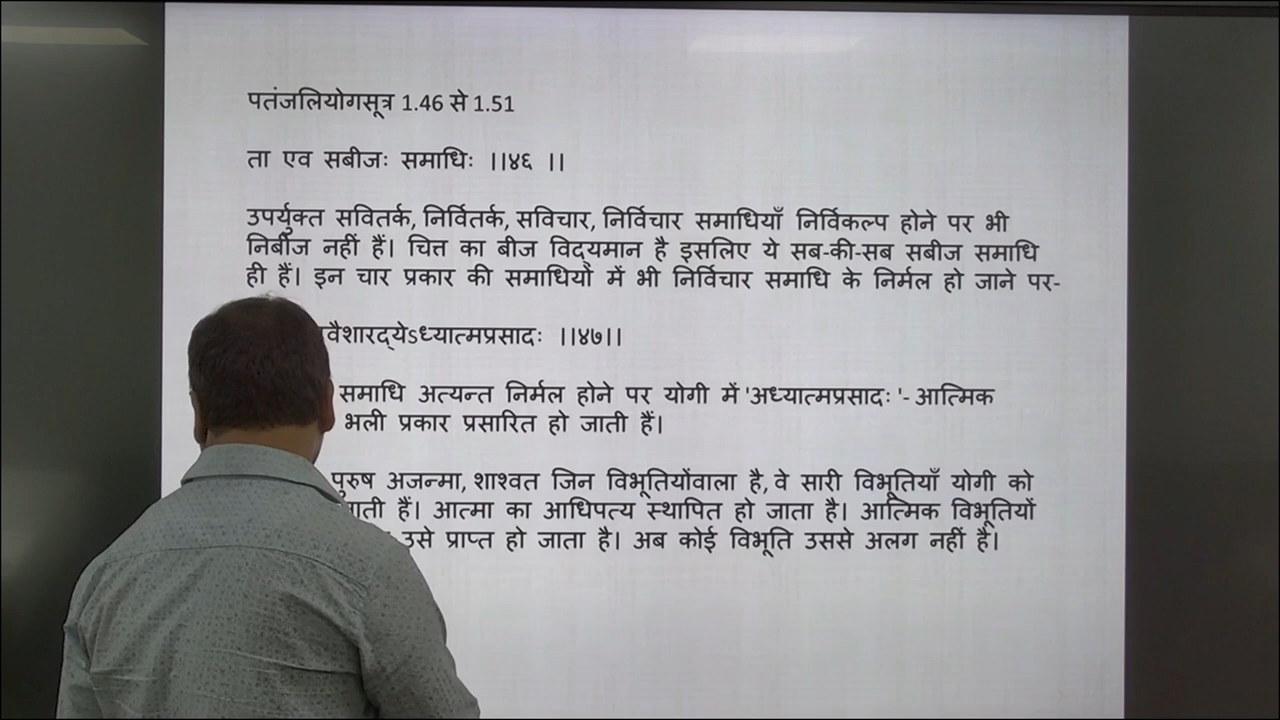 पतंजलियोगसूत्र 1.46 से 1.51
ता एव सबीजः समाधिः ।।४६ ।।
उपर्युक्त सवितर्क, निर्वितर्क, सविचार, निर्विचार समाधियाँ निर्विकल्प होने पर भी
निर्बीज नहीं हैं। चित्त का बीज विद्यमान है इसलिए ये सब-की-सब सबीज समाधि
ही हैं। इन चार प्रकार की समाधियों में भी निर्विचार समाधि के निर्मल हो जाने पर-
वैशारद्येऽध्यात्मप्रसादः ।।४७।।
समाधि अत्यन्त निर्मल होने पर योगी में 'अध्यात्मप्रसादः '- आत्मिक
भली प्रकार प्रसारित हो जाती हैं।
पुरुष अजन्मा, शाश्वत जिन विभूतियोंवाला है, वे सारी विभूतियाँ योगी को
आत्मा का आधिपत्य स्थापित हो जाता है। आत्मिक विभूतियों
उसे प्राप्त हो जाता है। अब कोई विभूति उससे अलग नहीं है।